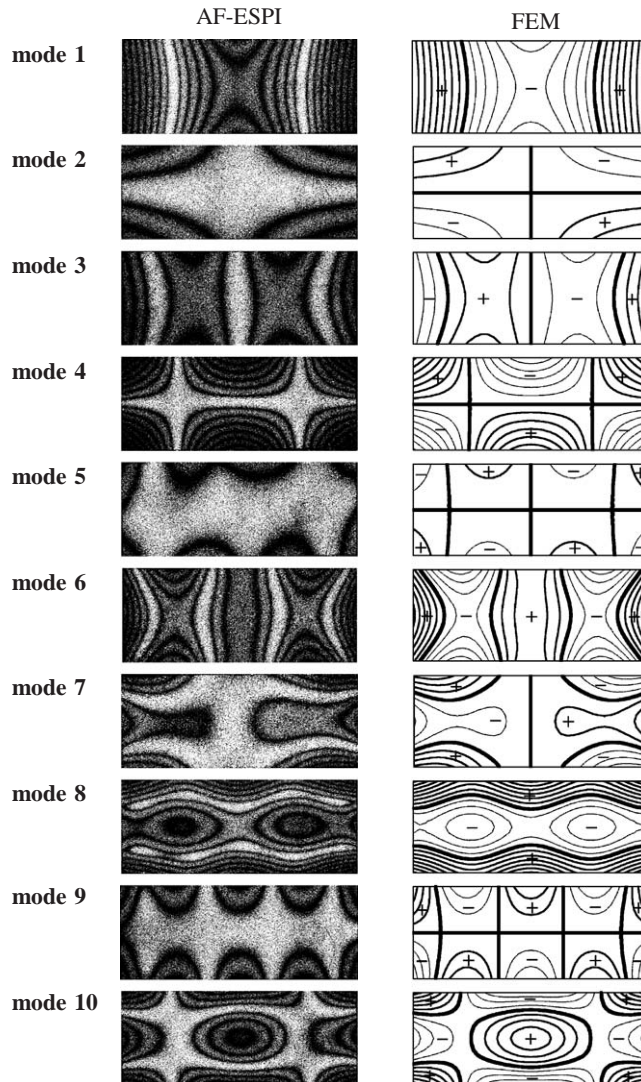 AF-ESPI FEM
mode 1
+ − +
mode 2
+ −
− +
mode 3
− + − +
mode 4
+ − +
− + −
mode 5
− + − +
+ − + −
mode 6
+ − + − +
mode 7
+ −
− +
+ −
mode 8
+
− −
+
mode 9
+ − + − +
− + − + −
mode 10
+ − +
− + −
+ − +